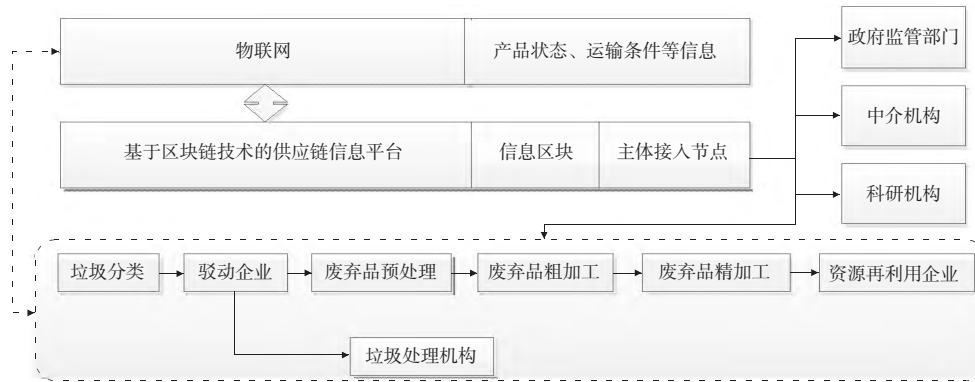 物联网
产品状态、运输条件等信息
政府监管部门
中介机构
基于区块链技术的供应链信息平台
信息区块
主体接入节点
科研机构
垃圾分类
驳动企业
废弃品预处理
废弃品粗加工
废弃品精加工
资源再利用企业
垃圾处理机构